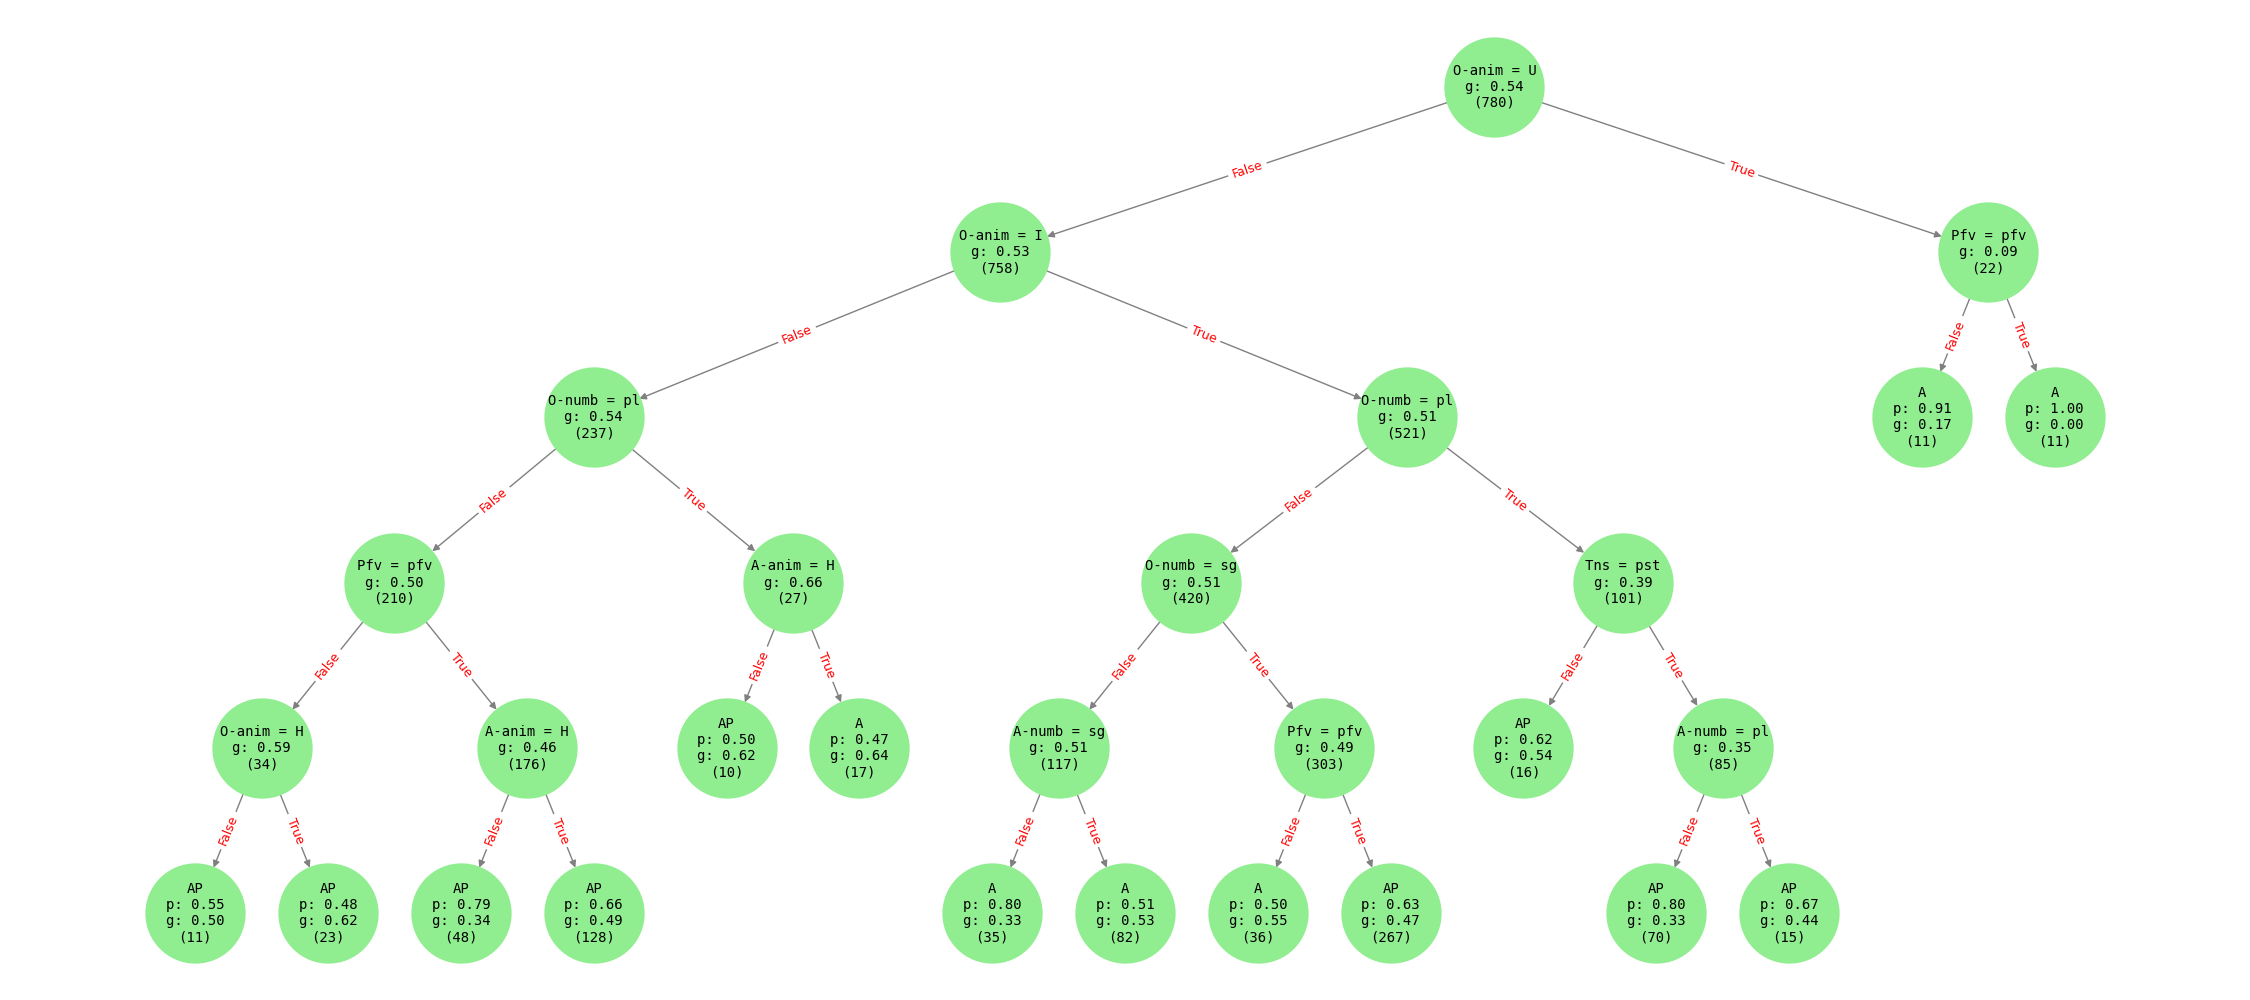 O-anim = U
g: 0.54
(780)
False
True
O-anim = I
g: 0.53
(758)
Pfv = pfv
g: 0.09
(22)
False
True
False
True
O-numb = pl
g: 0.54
(237)
O-numb = pl
g: 0.51
(521)
A
p: 0.91
g: 0.17
(11)
A
p: 1.00
g: 0.00
(11)
False
True
False
True
Pfv = pfv
g: 0.50
(210)
A-anim = H
g: 0.66
(27)
O-numb = sg
g: 0.51
(420)
Tns = pst
g: 0.39
(101)
False
True
False
True
False
True
False
True
O-anim = H
g: 0.59
(34)
A-anim = H
g: 0.46
(176)
AP
p: 0.50
g: 0.62
(10)
A
p: 0.47
g: 0.64
(17)
A-numb = sg
g: 0.51
(117)
Pfv = pfv
g: 0.49
(303)
AP
p: 0.62
g: 0.54
(16)
A-numb = pl
g: 0.35
(85)
False
True
False
True
False
True
False
True
False
True
AP
p: 0.55
g: 0.50
(11)
AP
p: 0.48
g: 0.62
(23)
AP
p: 0.79
g: 0.34
(48)
AP
p: 0.66
g: 0.49
(128)
A
p: 0.80
g: 0.33
(35)
A
p: 0.51
g: 0.53
(82)
A
p: 0.50
g: 0.55
(36)
AP
p: 0.63
g: 0.47
(267)
AP
p: 0.80
g: 0.33
(70)
AP
p: 0.67
g: 0.44
(15)